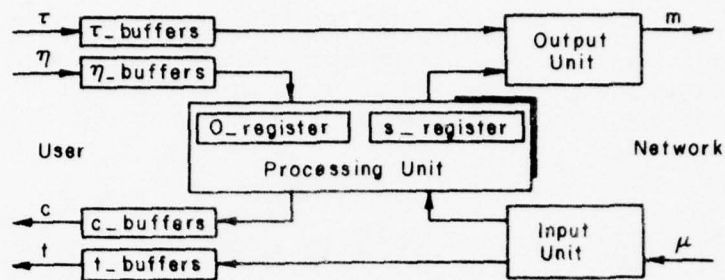 τ τ_buffers Output Unit m
η η_buffers
O_register s_register
User Processing Unit Network
c c_buffers Input Unit μ
t t_buffers